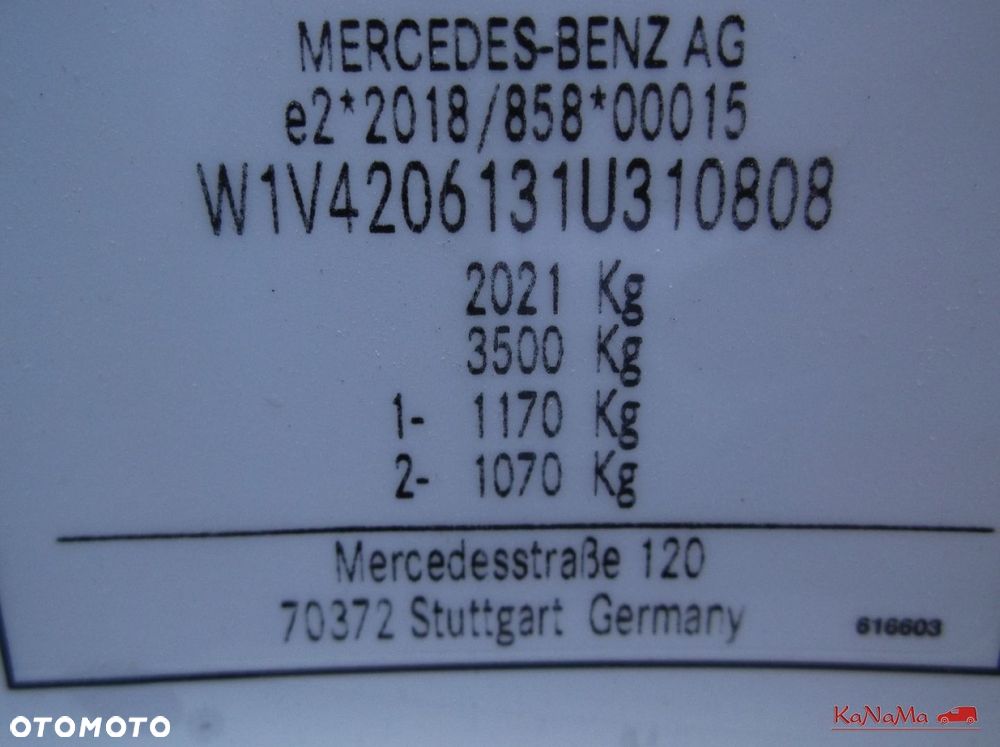 MERCEDES-BENZ AG
e2*2018/858*00015
W1V4206131U310808
2021 Kg
3500 Kg
1- 1170 Kg
2- 1070 Kg
Mercedesstraße 120
70372 Stuttgart Germany
616603
OTOMOTO
KaNaMa